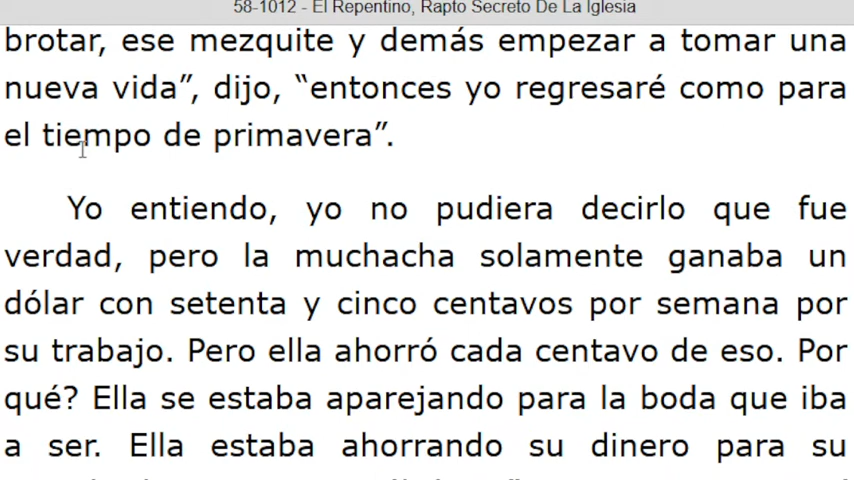 58-1012 - El Repentino, Rapto Secreto De La Iglesia
brotar, ese mezquite y demás empezar a tomar una
nueva vida”, dijo, “entonces yo regresaré como para
el tiempo de primavera”.
Yo entiendo, yo no pudiera decirlo que fue
verdad, pero la muchacha solamente ganaba un
dólar con setenta y cinco centavos por semana por
su trabajo. Pero ella ahorró cada centavo de eso. Por
qué? Ella se estaba aparejando para la boda que iba
a ser. Ella estaba ahorrando su dinero para su